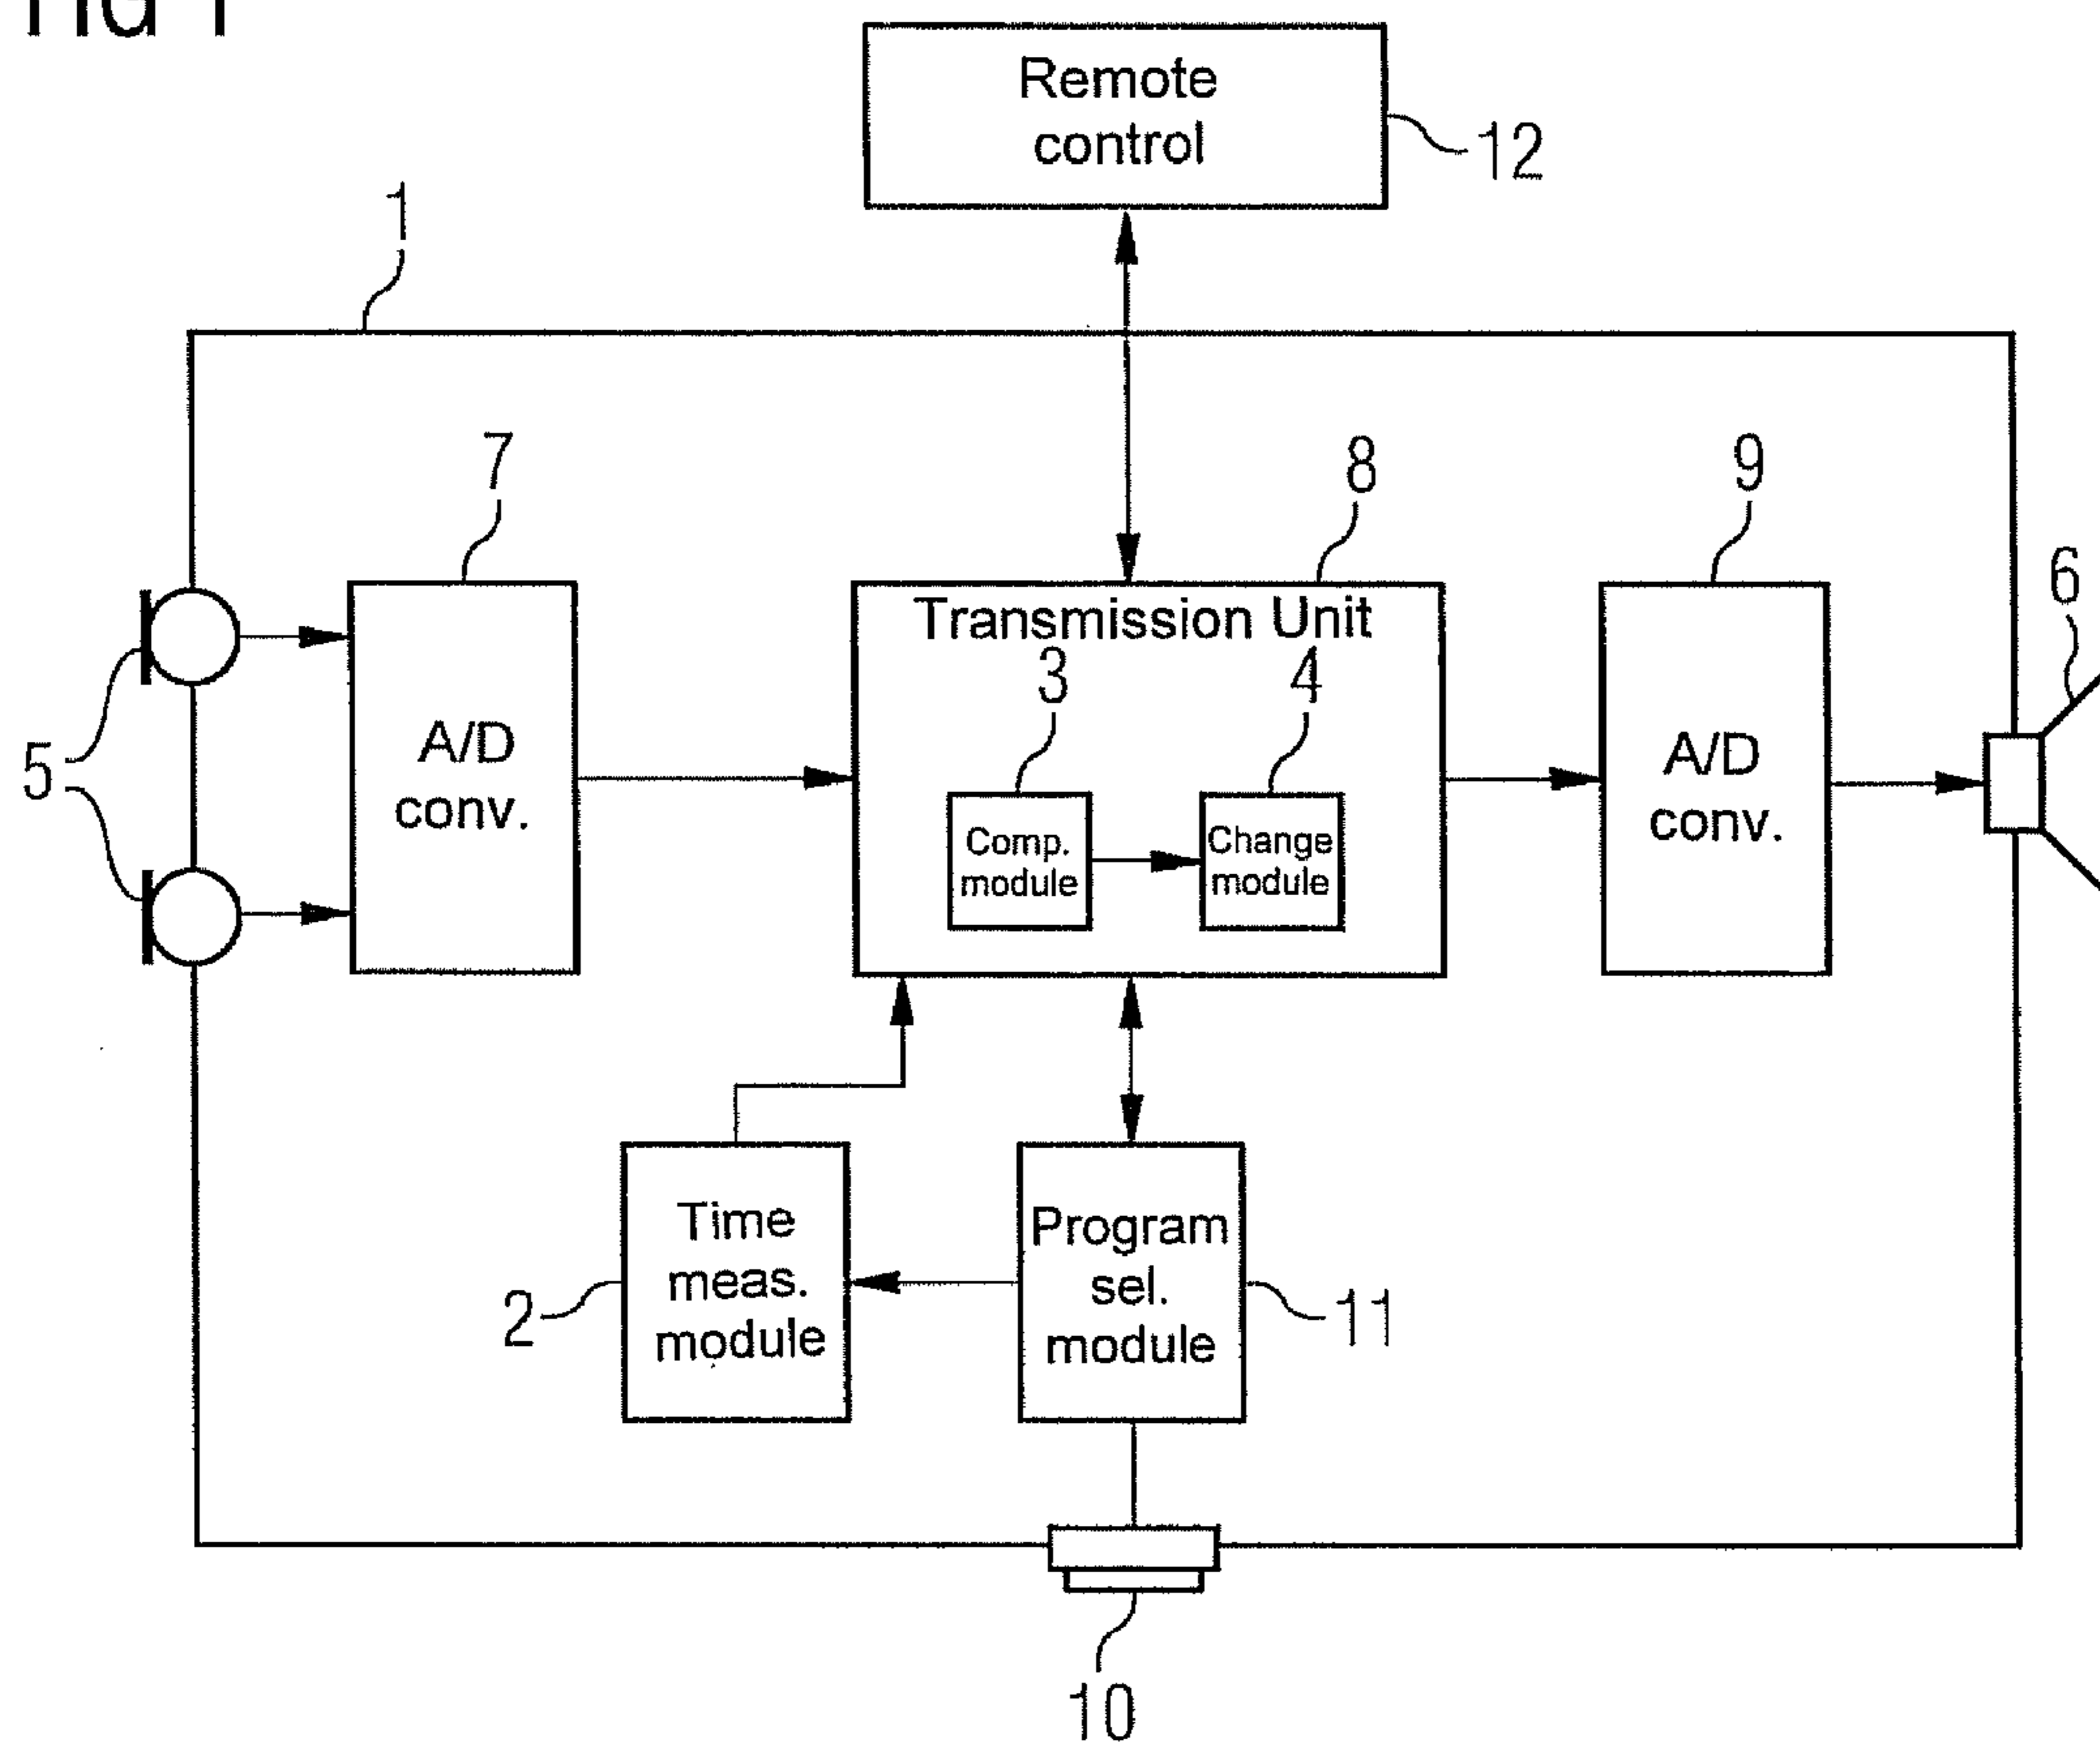 Remote
control
12
1
7
8
9
6
Transmission Unit
3
4
5
A/D
conv.
Comp.
module
Change
module
A/D
conv.
Time
meas.
module
2
Program
sel.
module
11
10